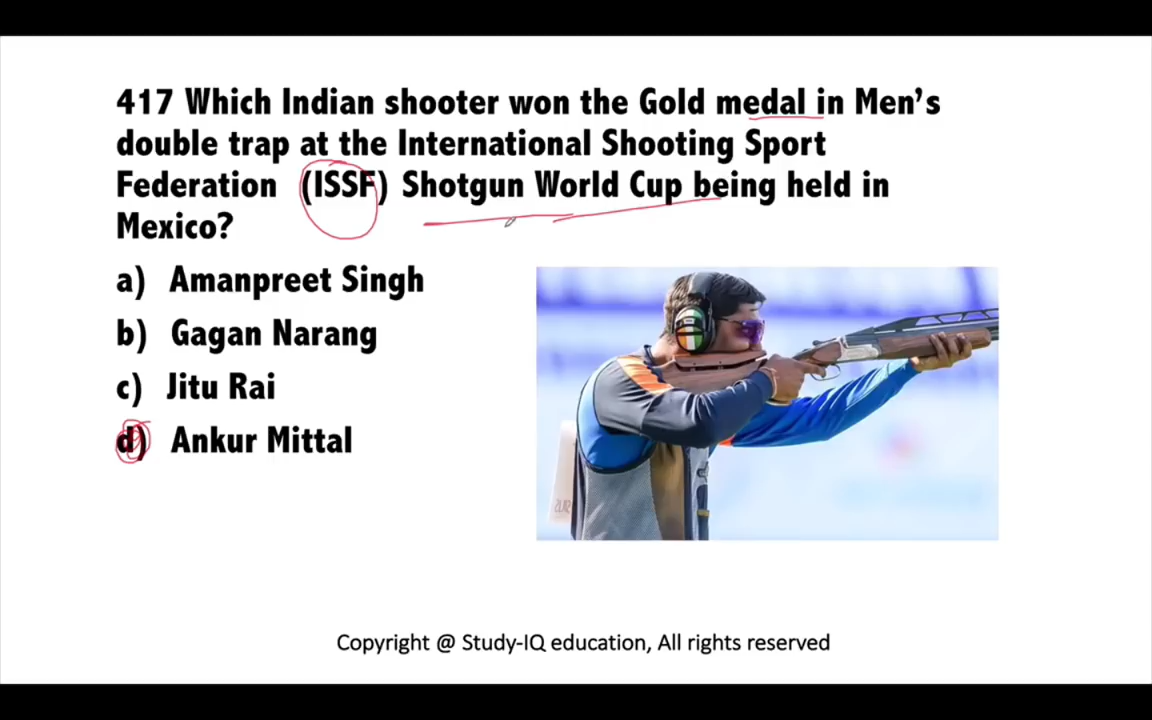 417 Which Indian shooter won the Gold medal in Men’s
double trap at the International Shooting Sport
Federation (ISSF) Shotgun World Cup being held in
Mexico?
a) Amanpreet Singh
b) Gagan Narang
c) Jitu Rai
d) Ankur Mittal
Copyright @ Study-IQ education, All rights reserved